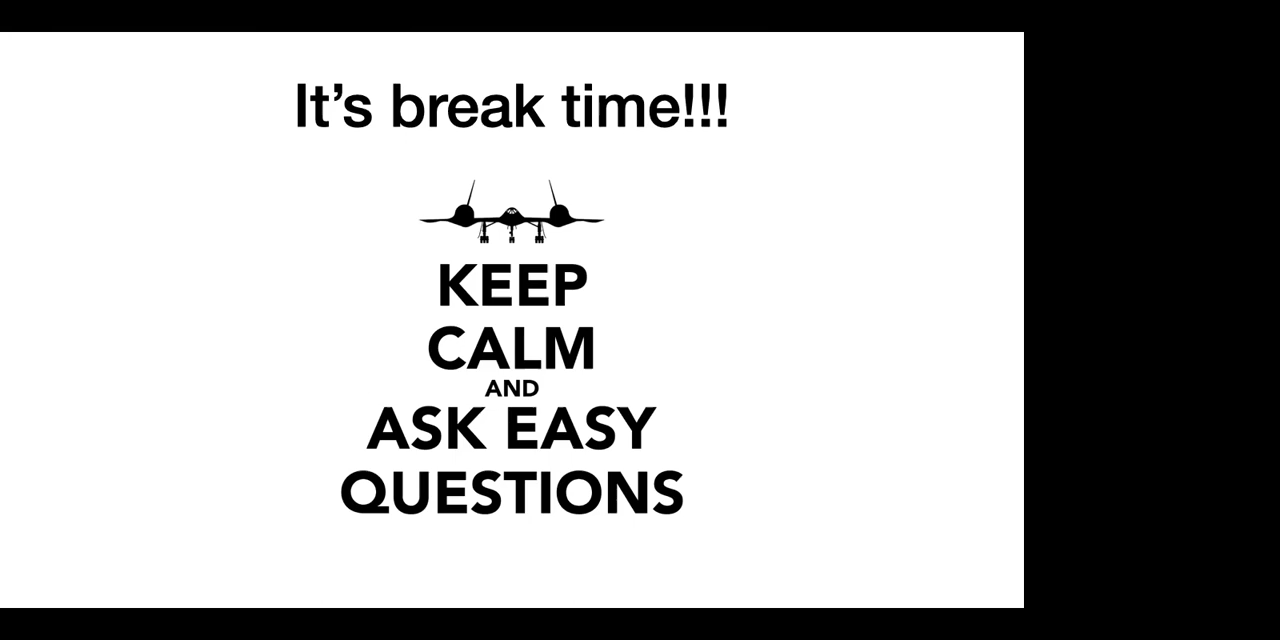 It’s break time!!!
KEEP
CALM
AND
ASK EASY
QUESTIONS